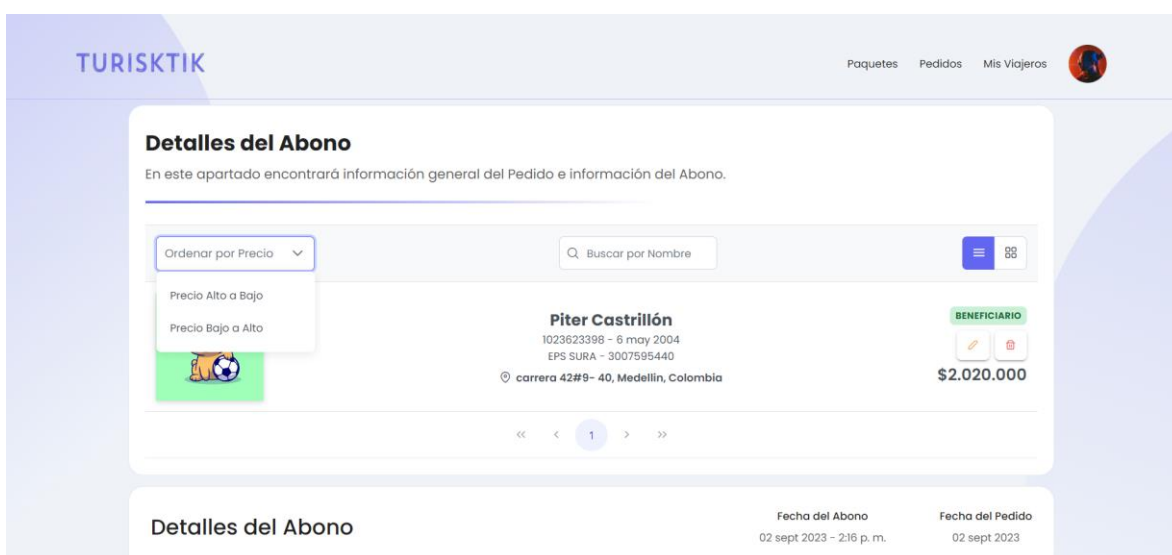 TURISKTIK
Paquetes Pedidos Mis Viajeros
Detalles del Abono
En este apartado encontrará información general del Pedido e información del Abono.
Ordenar por Precio
Buscar por Nombre
Precio Alto a Bajo
Precio Bajo a Alto
Piter Castrillón
1023623398 - 6 may 2004
EPS SURA - 3007595440
carrera 42#9- 40, Medellin, Colombia
BENEFICIARIO
$2.020.000
<< < 1 > >>
Detalles del Abono
Fecha del Abono
02 sept 2023 - 2:16 p. m.
Fecha del Pedido
02 sept 2023